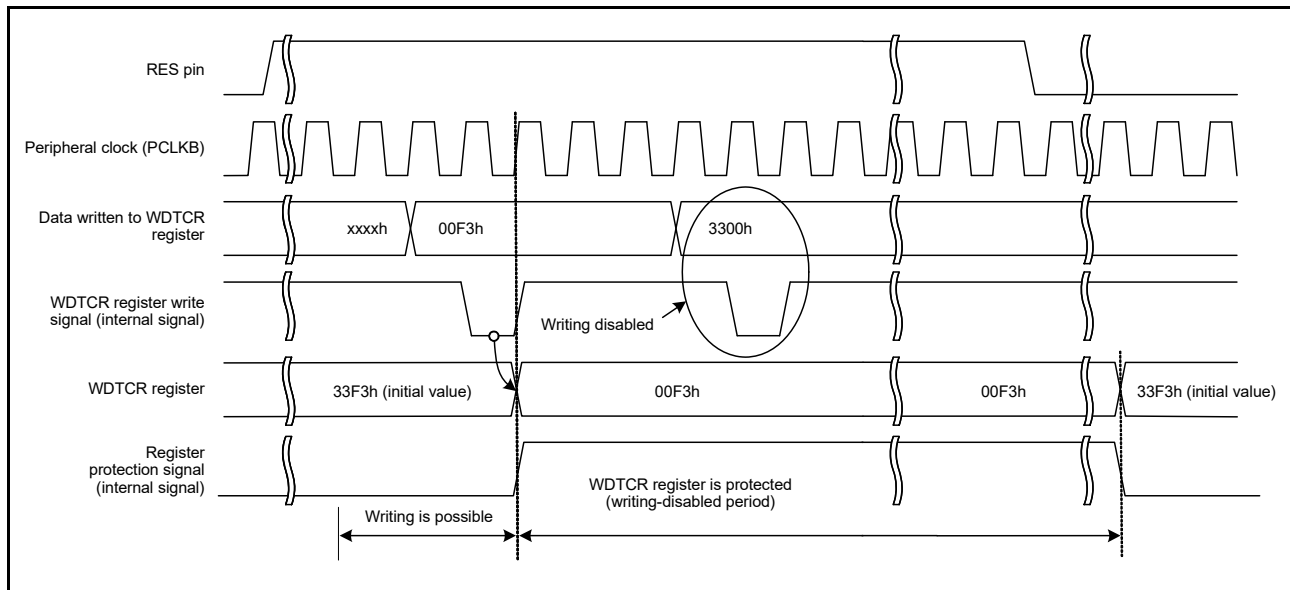 RES pin
Peripheral clock (PCLKB)
Data written to WDTCR
register
xxxxh
00F3h
3300h
WDTCR register write
signal (internal signal)
Writing disabled
WDTCR register
33F3h (initial value)
00F3h
00F3h
33F3h (initial value)
Register
protection signal
(internal signal)
WDTCR register is protected
(writing-disabled period)
Writing is possible